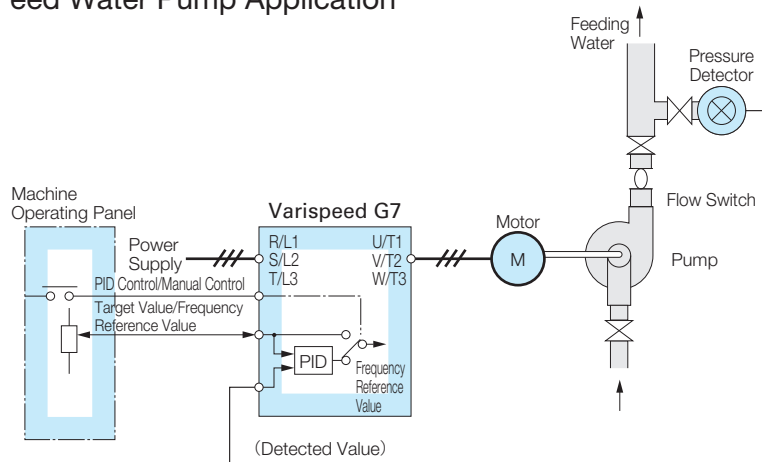 eed Water Pump Application
Feeding
Water
Pressure
Detector
Machine
Operating Panel
Varispeed G7
Motor
Flow Switch
Power
Supply
R/L1
S/L2
T/L3
U/T1
V/T2
W/T3
M
Pump
PID Control/Manual Control
Target Value/Frequency
Reference Value
PID
Frequency
Reference
Value
(Detected Value)